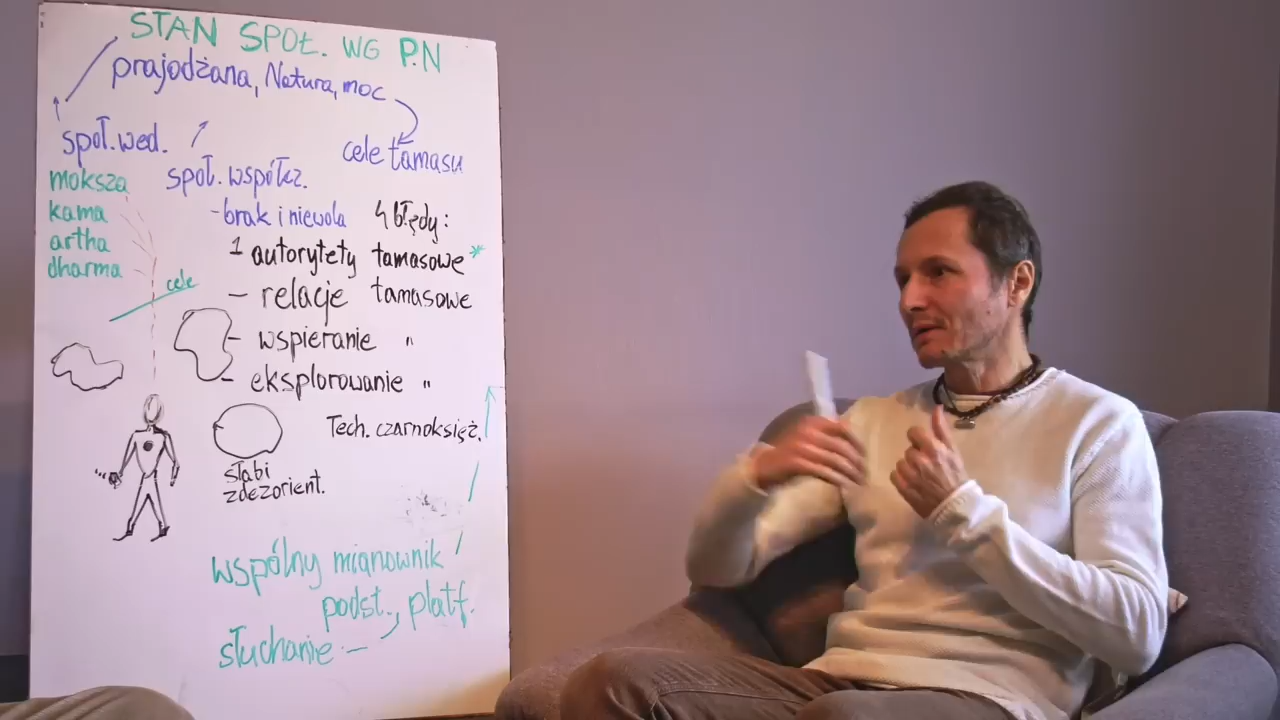 STAN SPOŁ. WG P.N
prajodżana, Natura, moc
społ. wed.
cele tamasu
moksza
kama
artha
dharma
cele
społ. współcz.
- brak i niewola
4 błędy:
1 autorytety tamasowe *
- relacje tamasowe
- wspieranie "
- eksplorowanie "
Tech. czarnoksięż.
słabi
zdezorient.
wspólny mianownik
podst., platf.
słuchanie -